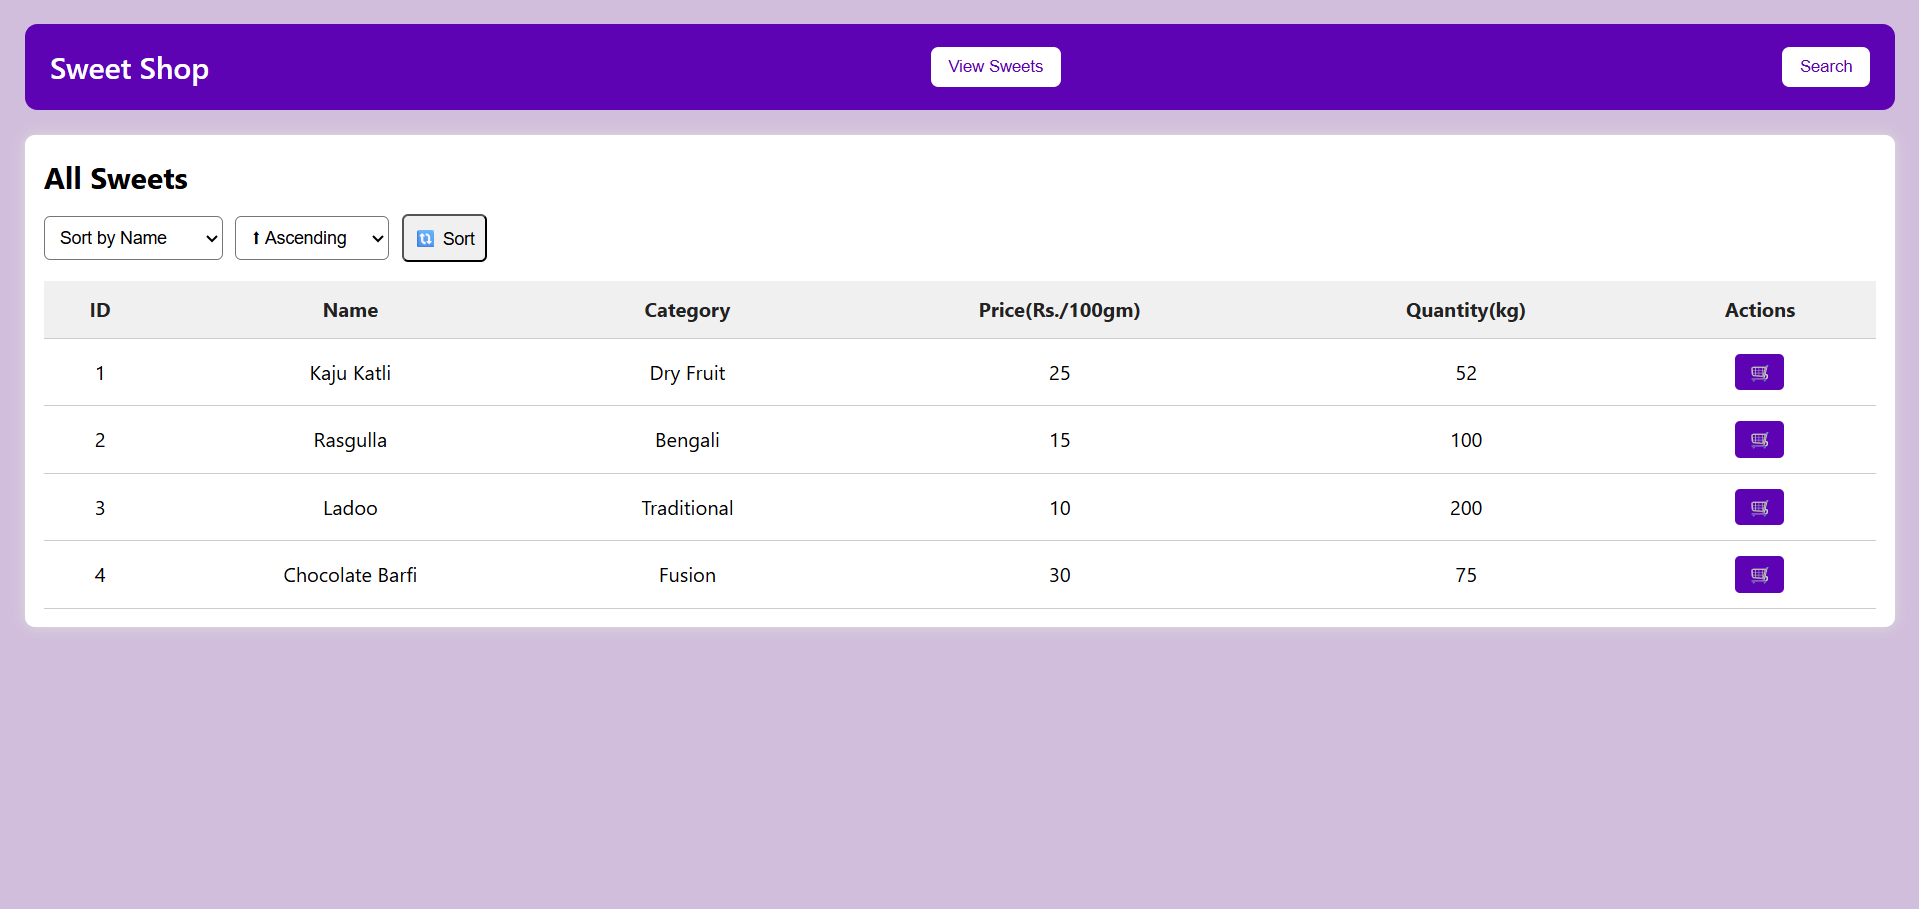 Sweet Shop View Sweets Search
All Sweets
Sort by Name ⬆ Ascending 🔃 Sort
ID Name Category Price(Rs./100gm) Quantity(kg) Actions
1 Kaju Katli Dry Fruit 25 52 🛒
2 Rasgulla Bengali 15 100 🛒
3 Ladoo Traditional 10 200 🛒
4 Chocolate Barfi Fusion 30 75 🛒